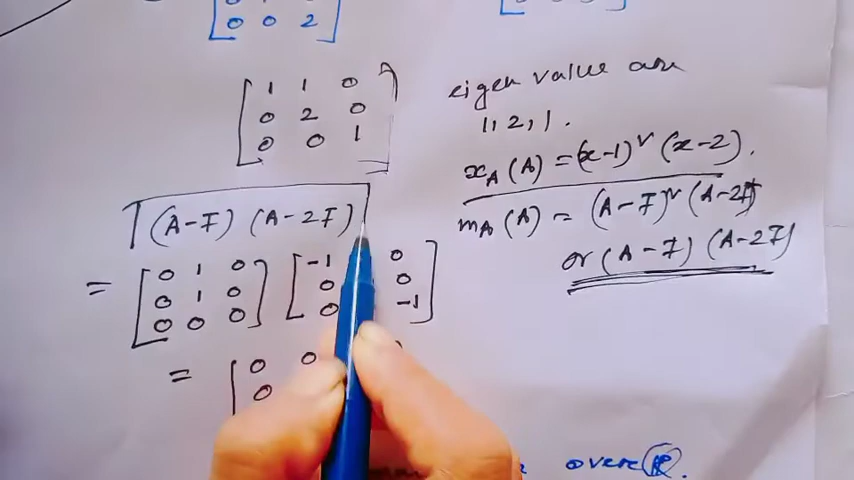 0 0 2
1 1 0
0 2 0
0 0 1
eigen value are
1, 2, 1.
x_A (A) = (x-1)² (x-2).
m_A (A) = (A-I)² (A-2I)
or (A-I) (A-2I)
(A-I) (A-2I)
= [0 1 0 [-1 0
0 1 0 0 0
0 0 0] 0 -1]
= [0 0
0
over R.